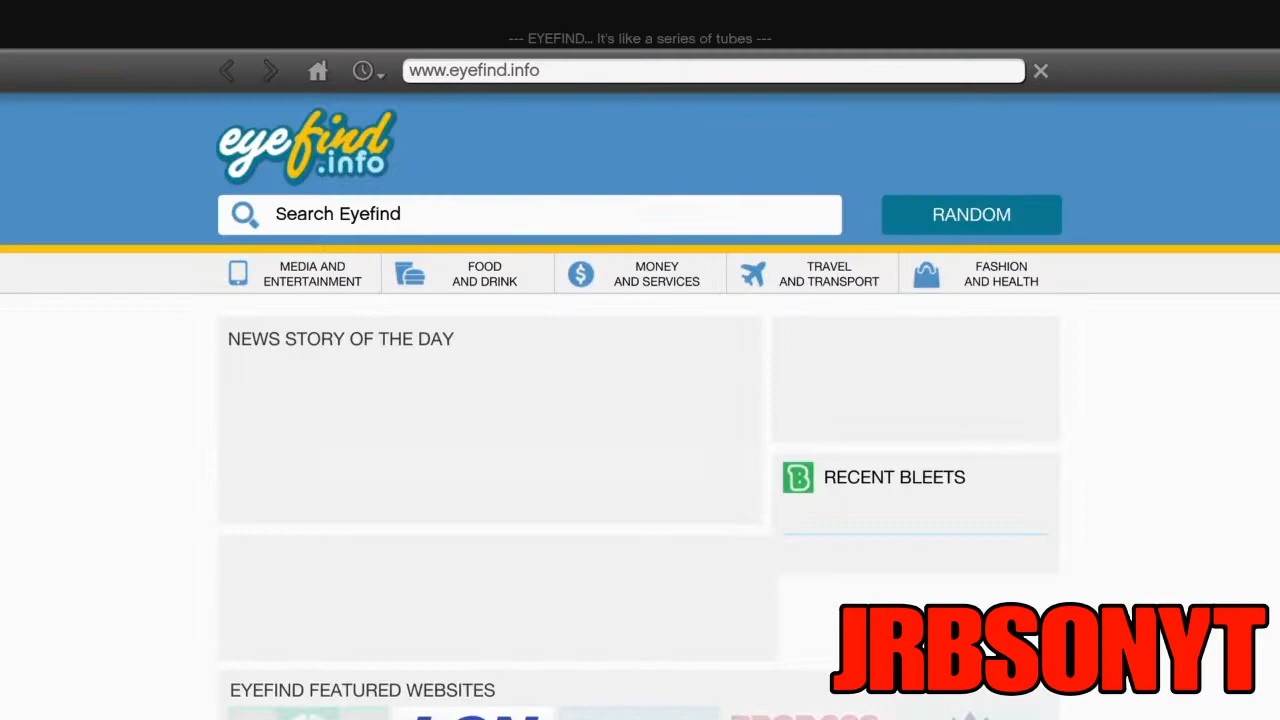 --- EYEFIND... It's like a series of tubes ---
www.eyefind.info
eyefind
.info
Search Eyefind
RANDOM
MEDIA AND
ENTERTAINMENT
FOOD
AND DRINK
MONEY
AND SERVICES
TRAVEL
AND TRANSPORT
FASHION
AND HEALTH
NEWS STORY OF THE DAY
B RECENT BLEETS
JRBSONYT
EYEFIND FEATURED WEBSITES